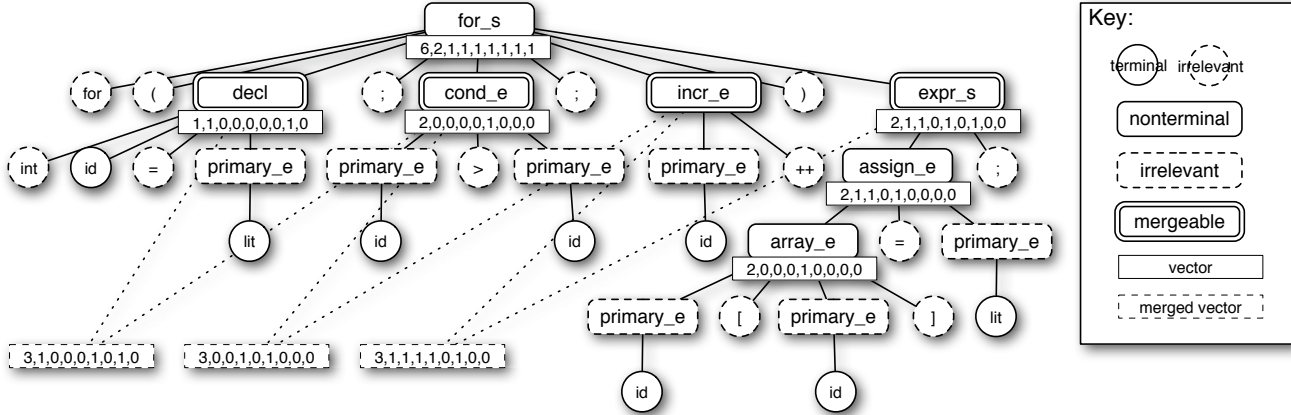 for_s
6,2,1,1,1,1,1,1,1
for ( decl ; cond_e ; incr_e ) expr_s
1,1,0,0,0,0,0,1,0 2,0,0,0,0,1,0,0,0 2,1,1,0,1,0,1,0,0
int id = primary_e primary_e > primary_e primary_e ++ assign_e ;
2,1,1,0,1,0,0,0,0
lit id id id array_e = primary_e
2,0,0,0,1,0,0,0,0
primary_e [ primary_e ] lit
3,1,0,0,0,1,0,1,0 3,0,0,1,0,1,0,0,0 3,1,1,1,1,0,1,0,0
id id
Key:
terminal irrelevant
nonterminal
irrelevant
mergeable
vector
merged vector